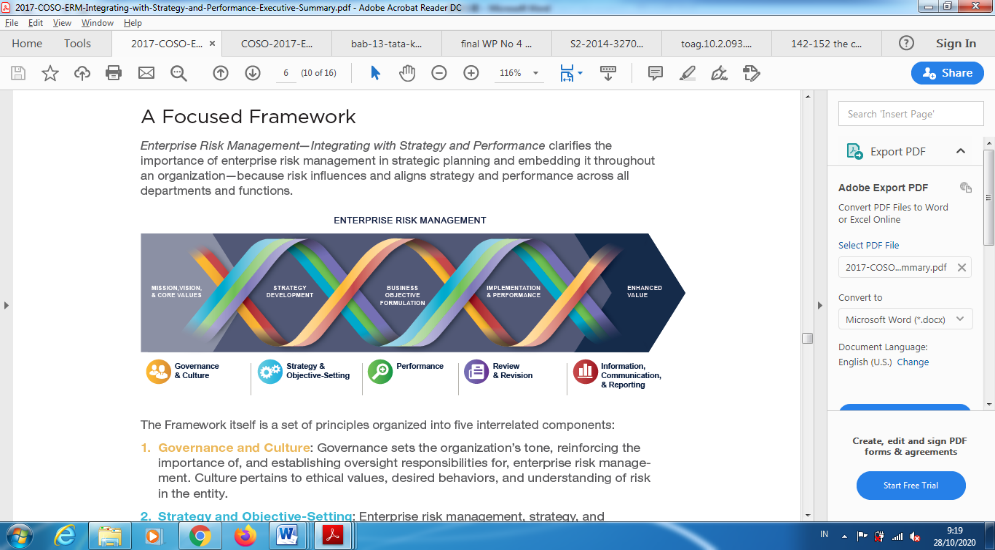 2017-COSO-ERM-Integrating-with-Strategy-and-Performance-Executive-Summary.pdf - Adobe Acrobat Reader DC
File Edit View Window Help
Home Tools 2017-COSO-E... × COSO-2017-E... bab-13-tata-k... final WP No 4 ... S2-2014-3270... toag.10.2.093.... 142-152 the c... Sign In
6 (10 of 16) 116% Share
A Focused Framework
Enterprise Risk Management—Integrating with Strategy and Performance clarifies the
importance of enterprise risk management in strategic planning and embedding it throughout
an organization—because risk influences and aligns strategy and performance across all
departments and functions.
ENTERPRISE RISK MANAGEMENT
MISSION, VISION,
& CORE VALUES
STRATEGY
DEVELOPMENT
BUSINESS
OBJECTIVE
FORMULATION
IMPLEMENTATION
& PERFORMANCE
ENHANCED
VALUE
Governance
& Culture
Strategy &
Objective-Setting
Performance
Review
& Revision
Information,
Communication,
& Reporting
The Framework itself is a set of principles organized into five interrelated components:
1. Governance and Culture: Governance sets the organization's tone, reinforcing the
importance of, and establishing oversight responsibilities for, enterprise risk manage-
ment. Culture pertains to ethical values, desired behaviors, and understanding of risk
in the entity.
2. Strategy and Objective-Setting: Enterprise risk management, strategy, and
Search 'Insert Page'
Export PDF
Adobe Export PDF
Convert PDF Files to Word
or Excel Online
Select PDF File
2017-COSO...mmary.pdf ×
Convert to
Microsoft Word (*.docx)
Document Language:
English (U.S.) Change
Create, edit and sign PDF
forms & agreements
Start Free Trial
IN 9:19
28/10/2020